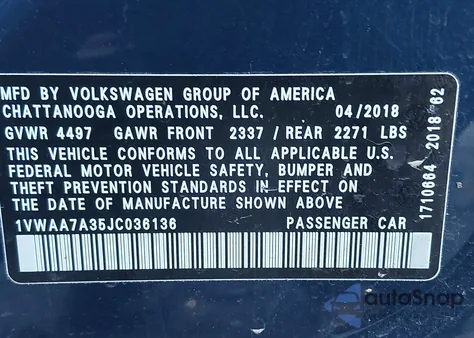 MFD BY VOLKSWAGEN GROUP OF AMERICA
CHATTANOOGA OPERATIONS, LLC. 04/2018
GVWR 4497 GAWR FRONT 2337 / REAR 2271 LBS
THIS VEHICLE CONFORMS TO ALL APPLICABLE U.S.
FEDERAL MOTOR VEHICLE SAFETY, BUMPER AND
THEFT PREVENTION STANDARDS IN EFFECT ON
THE DATE OF MANUFACTURE SHOWN ABOVE
1VWAA7A35JC036136 PASSENGER CAR
1710664 2018 62
autoSnap